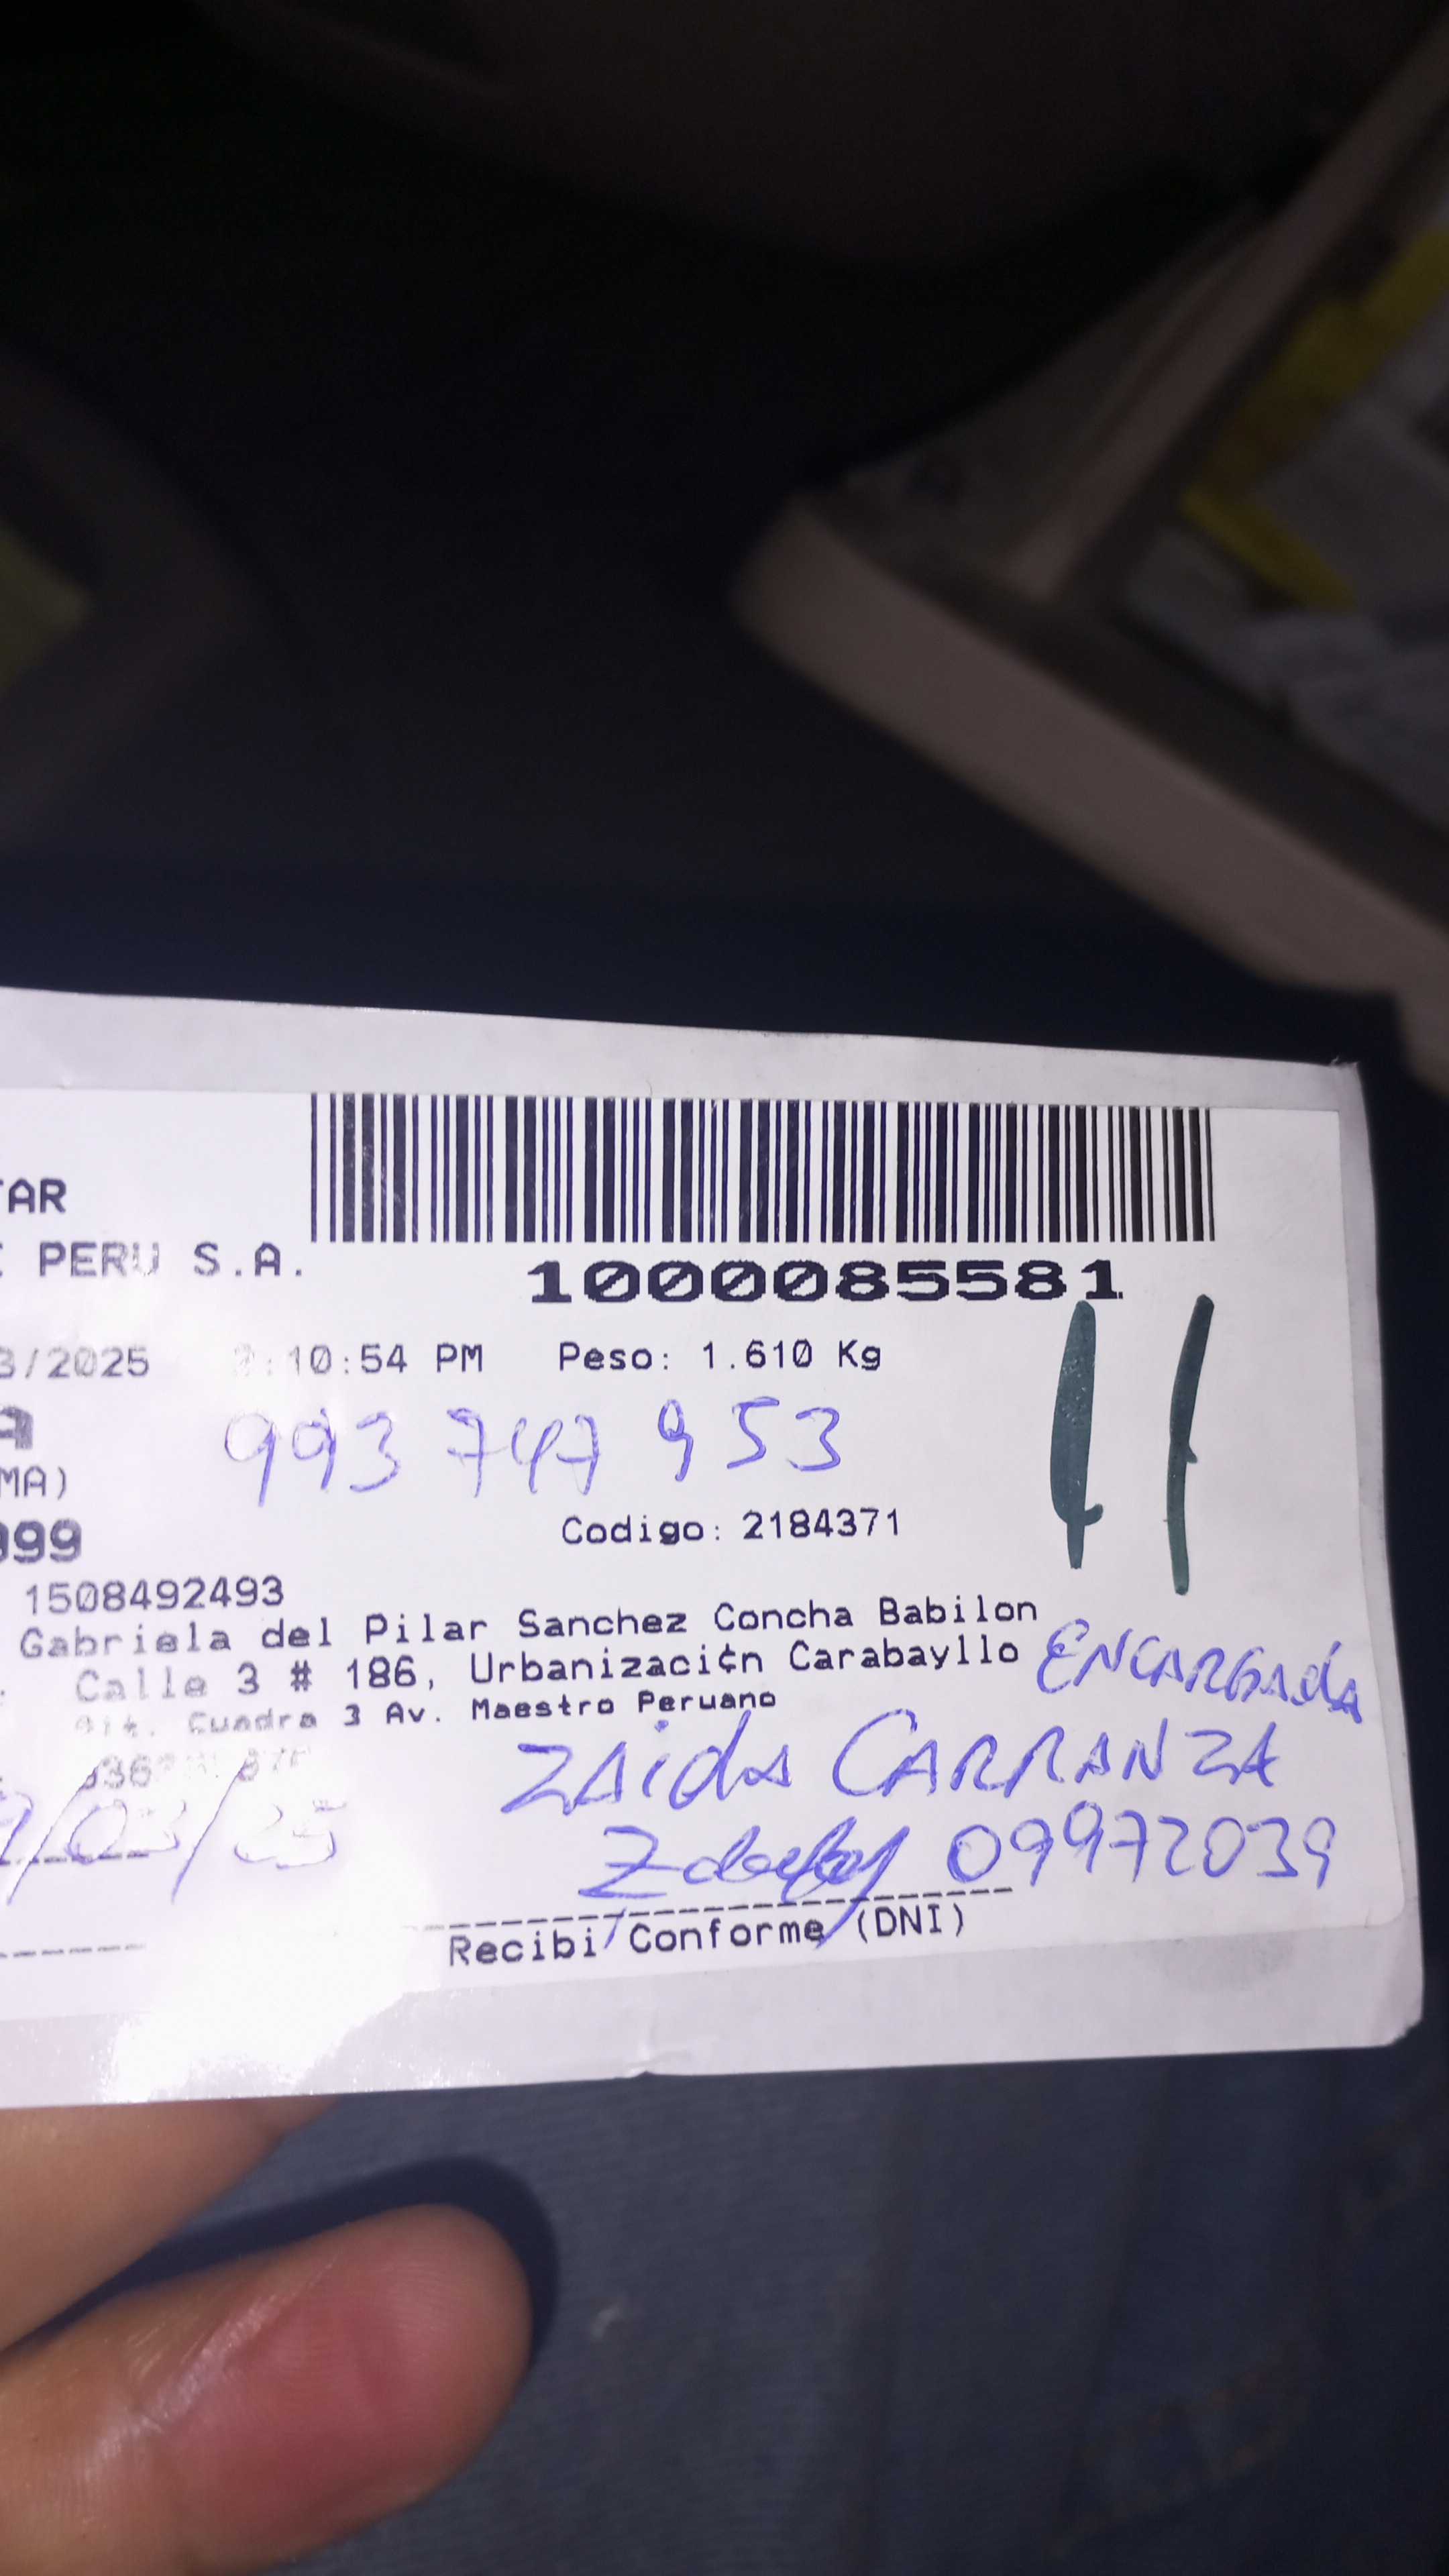 TAR
PERU S.A.
1000085581
3/2025 :10:54 PM Peso: 1.610 Kg
A
993 747 953
MA)
999
Codigo: 2184371
1508492493
Gabriela del Pilar Sanchez Concha Babilon
Calle 3 # 186, Urbanizaci¢n Carabayllo
ENCARGAdA
Cuadra 3 Av. Maestro Peruano
ZAidA CARRANZA
/03/25
09972039
Recibi Conforme (DNI)